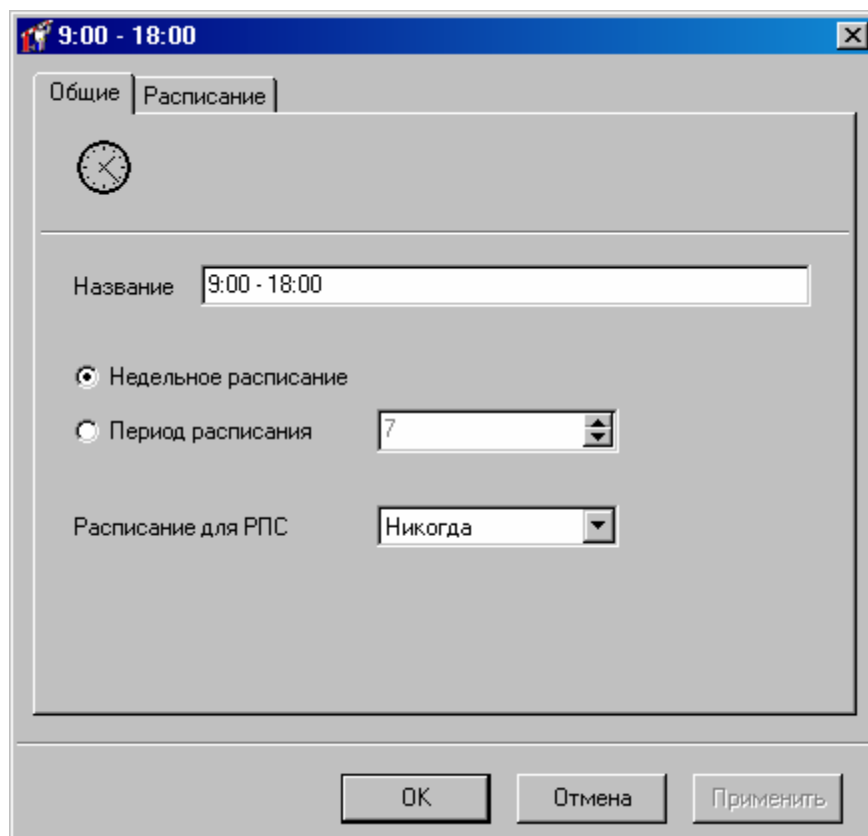 9:00 - 18:00
Общие Расписание
Название 9:00 - 18:00
Недельное расписание
Период расписания 7
Расписание для РПС Никогда
OK Отмена Применить